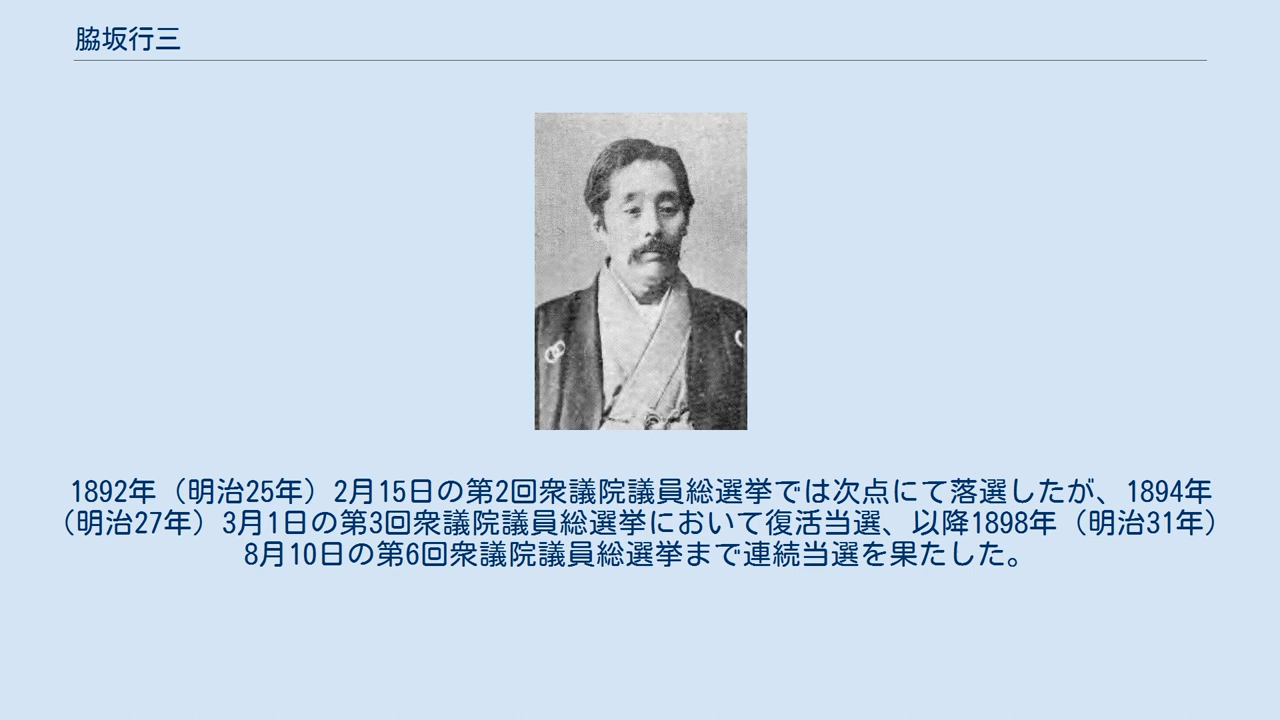 脇坂行三
1892年（明治25年）2月15日の第2回衆議院議員総選挙では次点にて落選したが、1894年
（明治27年）3月1日の第3回衆議院議員総選挙において復活当選、以降1898年（明治31年）
8月10日の第6回衆議院議員総選挙まで連続当選を果たした。